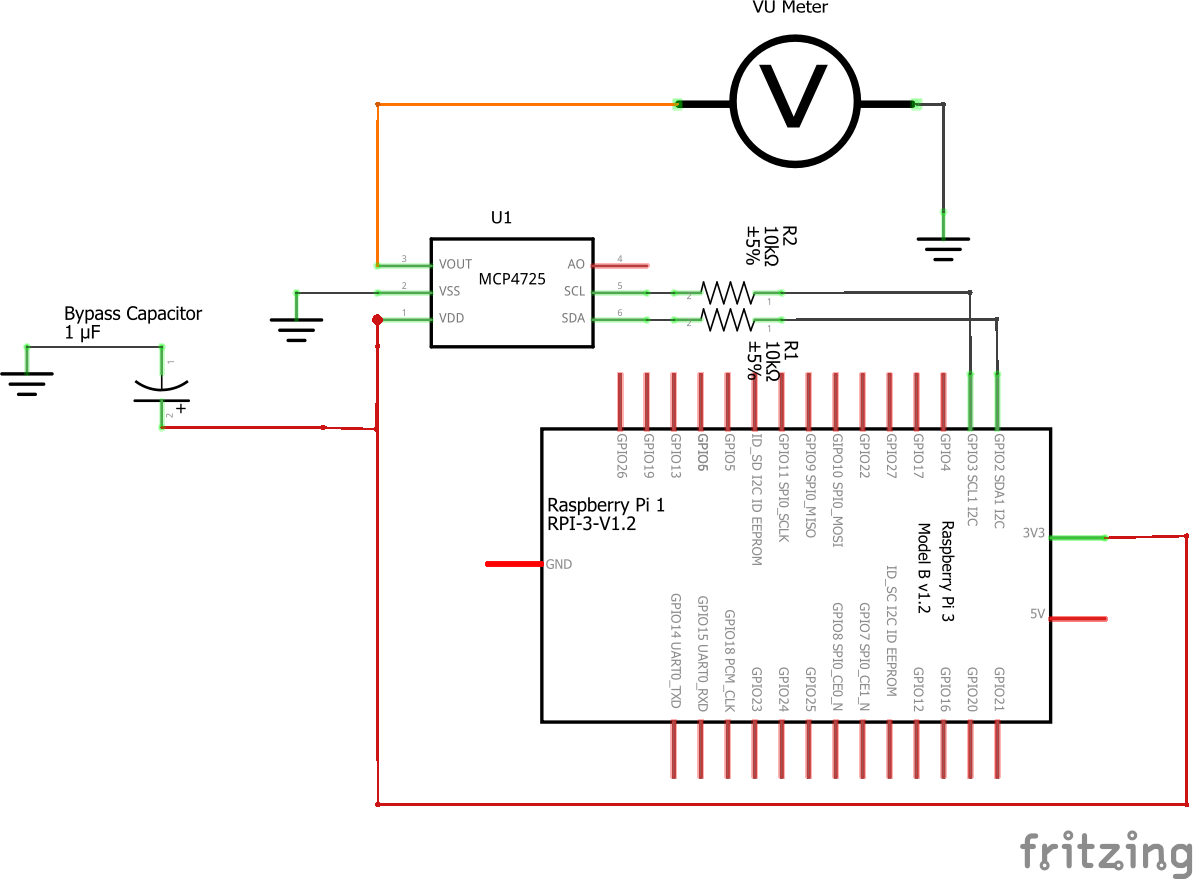 VU Meter
V
U1
MCP4725
3
VOUT
2
VSS
1
VDD
AO
4
SCL
5
SDA
6
R2
10kΩ
±5%
2
1
2
1
R1
10kΩ
±5%
Bypass Capacitor
1 µF
1
+
2
GPIO26
GPIO19
GPIO13
GPIO6
GPIO5
ID_SD I2C ID EEPROM
GPIO11 SPI0_SCLK
GPIO9 SPI0_MISO
GIPO10 SPI0_MOSI
GPIO22
GPIO27
GPIO17
GPIO4
GPIO3 SCL1 I2C
GPIO2 SDA1 I2C
Raspberry Pi 1
RPI-3-V1.2
Raspberry Pi 3
Model B v1.2
3V3
5V
GND
GPIO14 UART0_TXD
GPIO15 UART0_RXD
GPIO18 PCM_CLK
GPIO23
GPIO24
GPIO25
GPIO8 SPI0_CE0_N
GPIO7 SPI0_CE1_N
ID_SC I2C ID EEPROM
GPIO12
GPIO16
GPIO20
GPIO21
fritzing